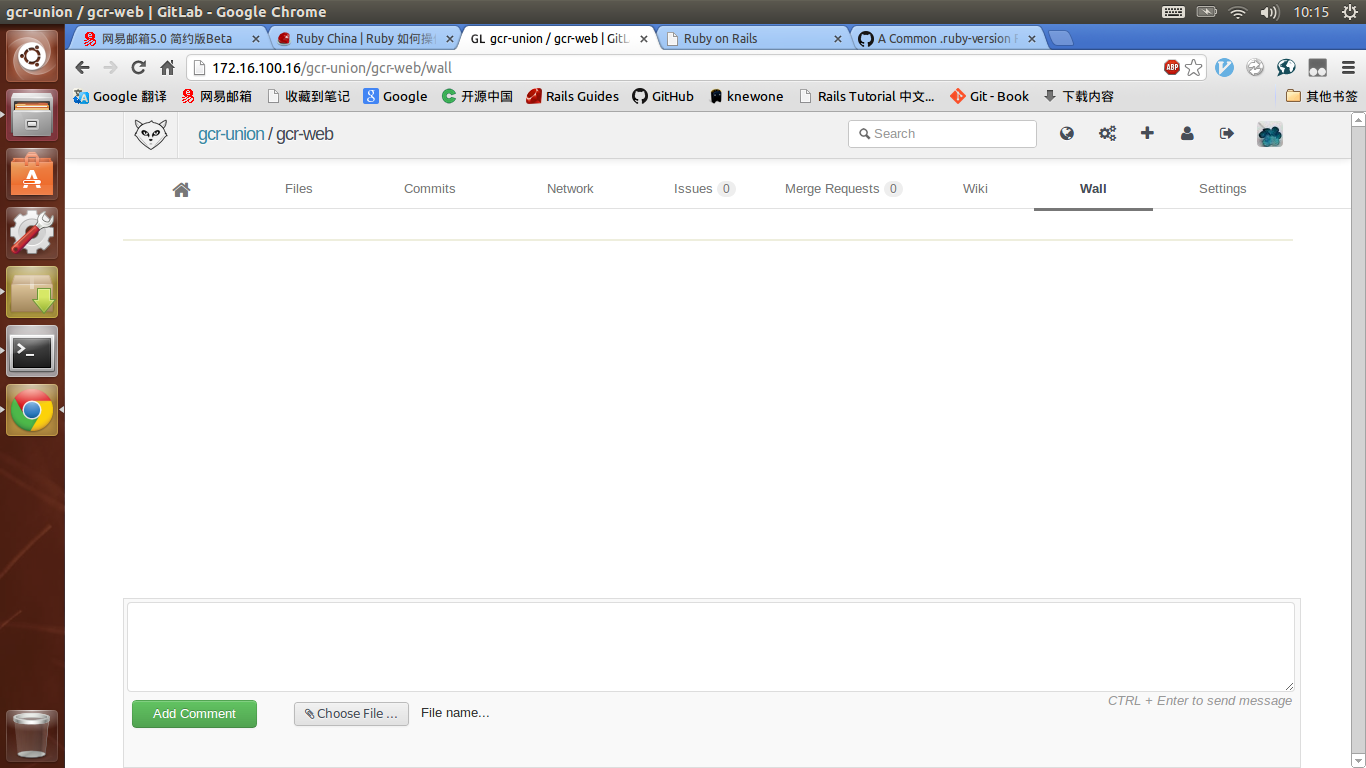 gcr-union / gcr-web | GitLab - Google Chrome 10:15
网易邮箱5.0 简约版Beta Ruby China | Ruby 如何操 GL gcr-union / gcr-web | GitL Ruby on Rails A Common .ruby-version F
172.16.100.16/gcr-union/gcr-web/wall ABP
Google 翻译 网易邮箱 收藏到笔记 Google 开源中国 Rails Guides GitHub knewone Rails Tutorial 中文... Git - Book 下载内容 其他书签
gcr-union / gcr-web Search
Files Commits Network Issues 0 Merge Requests 0 Wiki Wall Settings
CTRL + Enter to send message
Add Comment Choose File ... File name...